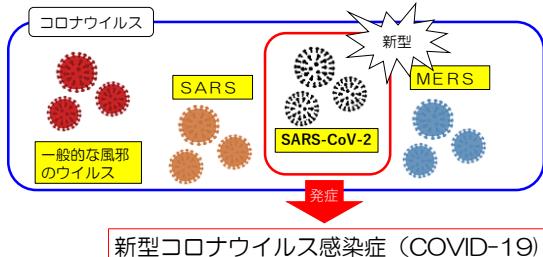 コロナウイルス
新型
SARS
MERS
SARS-CoV-2
一般的な風邪
のウイルス
発症
新型コロナウイルス感染症（COVID-19)